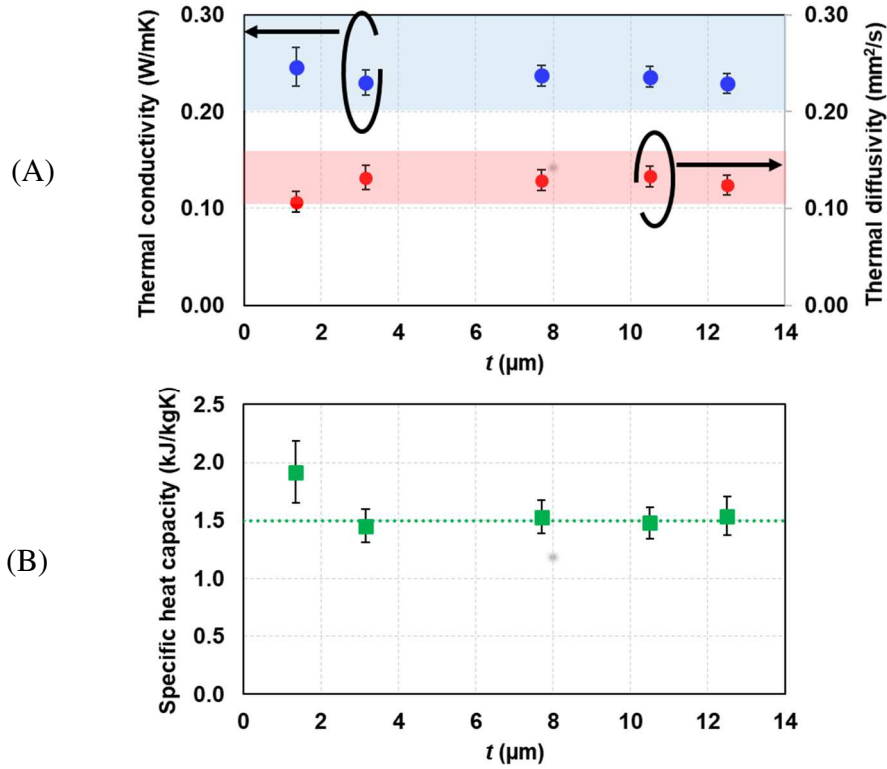 (A)
Thermal conductivity (W/mK)
0.30
0.20
0.10
0.00
0.30
0.20
0.10
0.00
Thermal diffusivity (mm²/s)
0 2 4 6 8 10 12 14
t (µm)
(B)
Specific heat capacity (kJ/kgK)
2.5
2.0
1.5
1.0
0.5
0.0
0 2 4 6 8 10 12 14
t (µm)